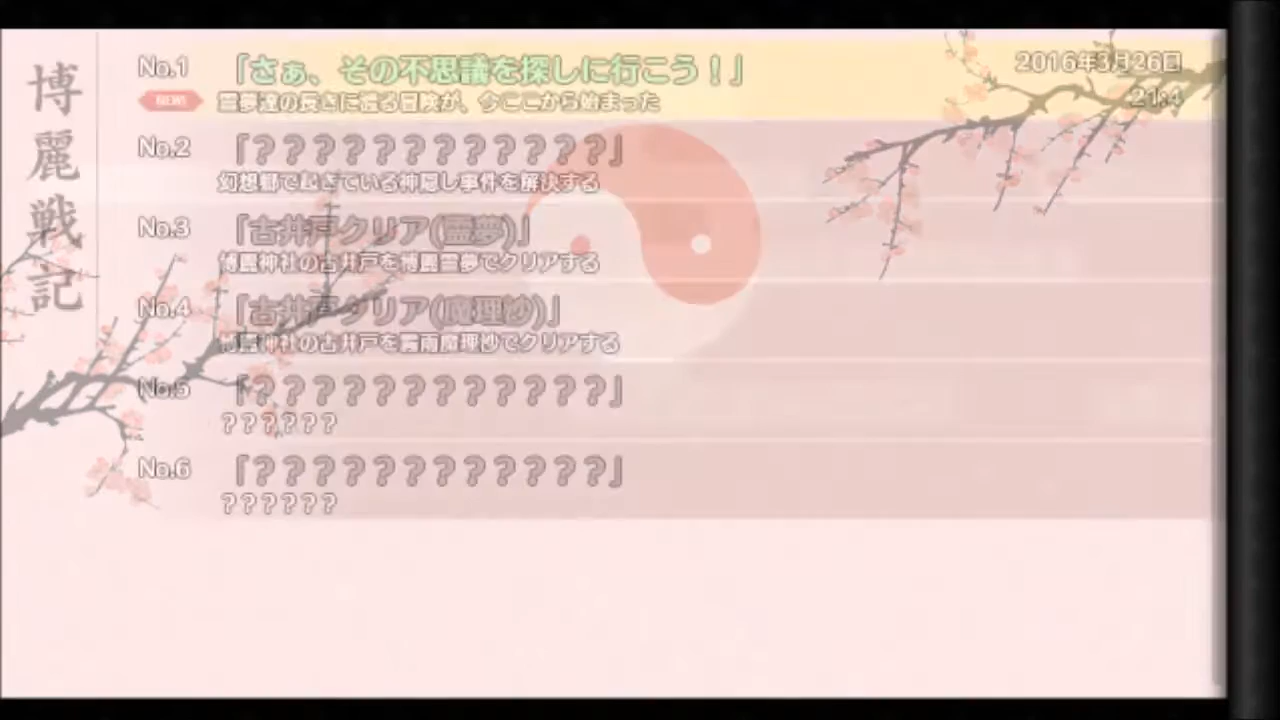 博麗戦記
No.1 「さぁ、その不思議を探しに行こう！」 2016年3月26日
NEW! 霊夢達の長きに渡る冒険が、今ここから始まった 21:4
No.2 「？？？？？？？？？？？？」
幻想郷で起きている神隠し事件を解決する
No.3 「古井戸クリア(霊夢)」
博麗神社の古井戸を博麗霊夢でクリアする
No.4 「古井戸クリア(魔理沙)」
博麗神社の古井戸を霧雨魔理沙でクリアする
No.5 「？？？？？？？？？？？？」
？？？？？？
No.6 「？？？？？？？？？？？？」
？？？？？？